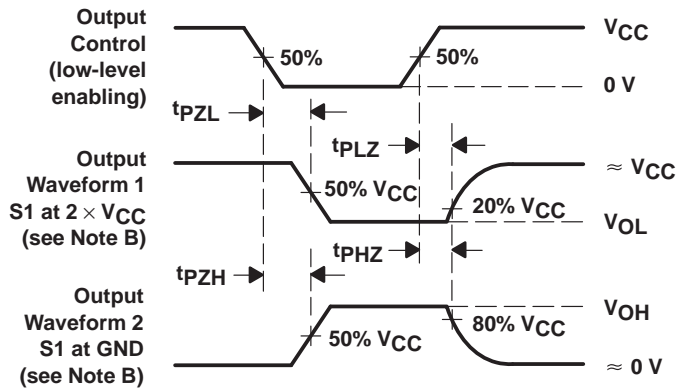 Output
Control
(low-level
enabling)
50%
50%
VCC
0 V
tPZL
tPLZ
Output
Waveform 1
S1 at 2 × VCC
(see Note B)
50% VCC
20% VCC
≈ VCC
VOL
tPZH
tPHZ
Output
Waveform 2
S1 at GND
(see Note B)
50% VCC
80% VCC
VOH
≈ 0 V